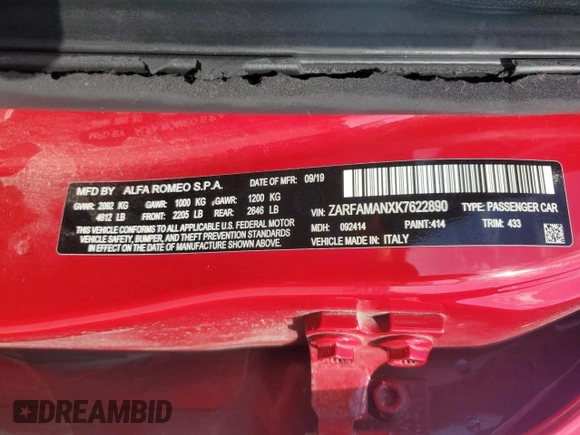 MFD BY ALFA ROMEO S.P.A. DATE OF MFR: 09/19
GVWR: 2092 KG GAWR: 1000 KG GAWR: 1200 KG
4612 LB FRONT: 2205 LB REAR: 2646 LB
THIS VEHICLE CONFORMS TO ALL APPLICABLE U.S. FEDERAL MOTOR
VEHICLE SAFETY, BUMPER, AND THEFT PREVENTION STANDARDS
IN EFFECT ON THE DATE OF MANUFACTURE SHOWN ABOVE.
VIN: ZARFAMANXK7622890 TYPE: PASSENGER CAR
MDH: 092414 PAINT: 414 TRIM: 433
VEHICLE MADE IN: ITALY
DREAMBID